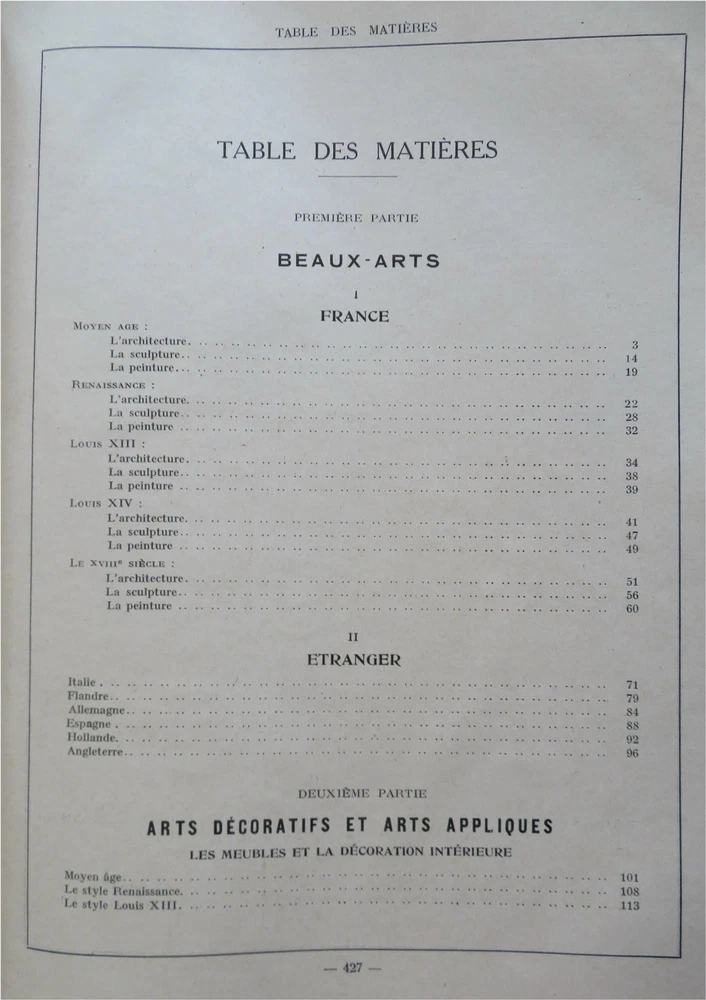 TABLE DES MATIÈRES
TABLE DES MATIÈRES
PREMIÈRE PARTIE
BEAUX-ARTS
I
FRANCE
MOYEN AGE :
L'architecture. 3
La sculpture. 14
La peinture. 19
RENAISSANCE :
L'architecture. 22
La sculpture. 28
La peinture 32
LOUIS XIII :
L'architecture. 34
La sculpture. 38
La peinture 39
LOUIS XIV :
L'architecture. 41
La sculpture. 47
La peinture 49
LE XVIIIe SIÈCLE :
L'architecture. 51
La sculpture. 56
La peinture 60
II
ETRANGER
Italie . 71
Flandre. 79
Allemagne. 84
Espagne . 88
Hollande. 92
Angleterre. 96
DEUXIÈME PARTIE
ARTS DÉCORATIFS ET ARTS APPLIQUES
LES MEUBLES ET LA DÉCORATION INTÉRIEURE
Moyen âge. 101
Le style Renaissance. 108
Le style Louis XIII. 113
— 427 —